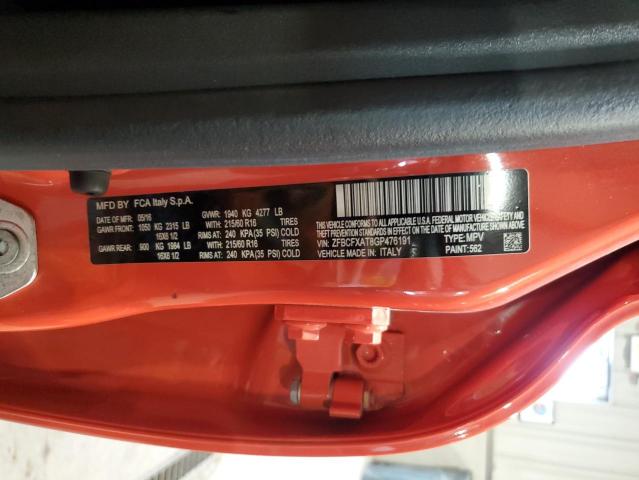 MFD BY FCA Italy S.p.A.
DATE: 05/16 GVWR: 1940 KG 4277 LB
GAWR FRONT: 1050 KG 2315 LB WITH: 215/60 R16 TIRES
16X6 1/2 RIMS AT: 240 KPA(35 PSI) COLD
GAWR REAR: 900 KG 1984 LB WITH: 215/60 R16 TIRES
16X6 1/2 RIMS AT: 240 KPA(35 PSI) COLD
THIS VEHICLE CONFORMS TO ALL APPLICABLE U.S.A. FEDERAL MOTOR VEHICLE SAFETY, BUMPER, AND THEFT PREVENTION STANDARDS IN EFFECT ON THE DATE OF MANUFACTURE SHOWN ABOVE
VIN: ZFBCFXAT8GP476191 TYPE: MPV
VEHICLE MADE IN: ITALY PAINT:562